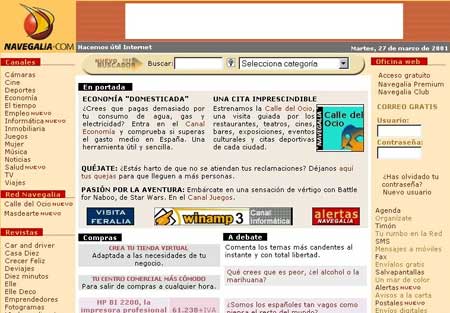 NAVEGALIA.COM
Hacemos útil Internet
Martes, 27 de marzo de 2001
NUEVO BUSCADOR
Buscar:
Selecciona categoría
Canales
Cámaras
Cine
Deportes
Economía
El tiempo
Empleo NUEVO
Informática NUEVO
Inmobiliaria
Juegos
Mujer
Música
Noticias
Salud NUEVO
TV
Viajes
Red Navegalia
Calle del Ocio NUEVO
Masdearte NUEVO
Revistas
Car and driver
Casa Diez
Crecer Feliz
Deviajes
Diez minutos
Elle
Elle Deco
Emprendedores
Fotogramas
En portada
ECONOMÍA "DOMESTICADA"
¿Crees que pagas demasiado por
tu consumo de agua, gas y
electricidad? Entra en el Canal
Economía y comprueba si superas
el gasto medio en España. Una
herramienta útil y sencilla.
UNA CITA IMPRESCINDIBLE
Estrenamos la Calle del Ocio,
una visita guiada por los
restaurantes, teatros, cines,
bares, exposiciones, eventos
culturales y citas deportivas
de cada ciudad.
NAVEGALIA
Calle del
Ocio
QUÉJATE: ¿Estás harto de que no se atiendan tus reclamaciones? Déjanos aquí
tus quejas para que lleguen a más personas.
PASIÓN POR LA AVENTURA: Embárcate en una sensación de vértigo con Battle
for Naboo, de Star Wars. En el Canal Juegos.
VISITA
FERALIA
winamp 3
Canal
Informática
alertas
NAVEGALIA
Compras
CREA TU TIENDA VIRTUAL
Adaptada a las necesidades de tu
negocio.
TU CENTRO COMERCIAL MÁS CÓMODO
Para salir de compras a cualquier hora.
HP BI 2200, la
impresora profesional
61.238+IVA
A debate
Comenta los temas más candentes al
instante y con total libertad.
Qué crees que es peor, ¿el alcohol o la
marihuana?
¿Somos los españoles tan vagos como
piensa el resto del mundo?
Oficina web
Acceso gratuito
Navegalia Premium
Navegalia Club
CORREO GRATIS
Usuario:
Contraseña:
¿Has olvidado tu
contraseña?
Nuevo usuario
Agenda
Organízate
Timón
Tu rumbo en la Red
SMS
Mensajes a móviles
Fax
Envíalos gratis
Salvapantallas
Un mar de color
Alertas NUEVO
Avisos a la carta
Postales NUEVO
Envíos digitales